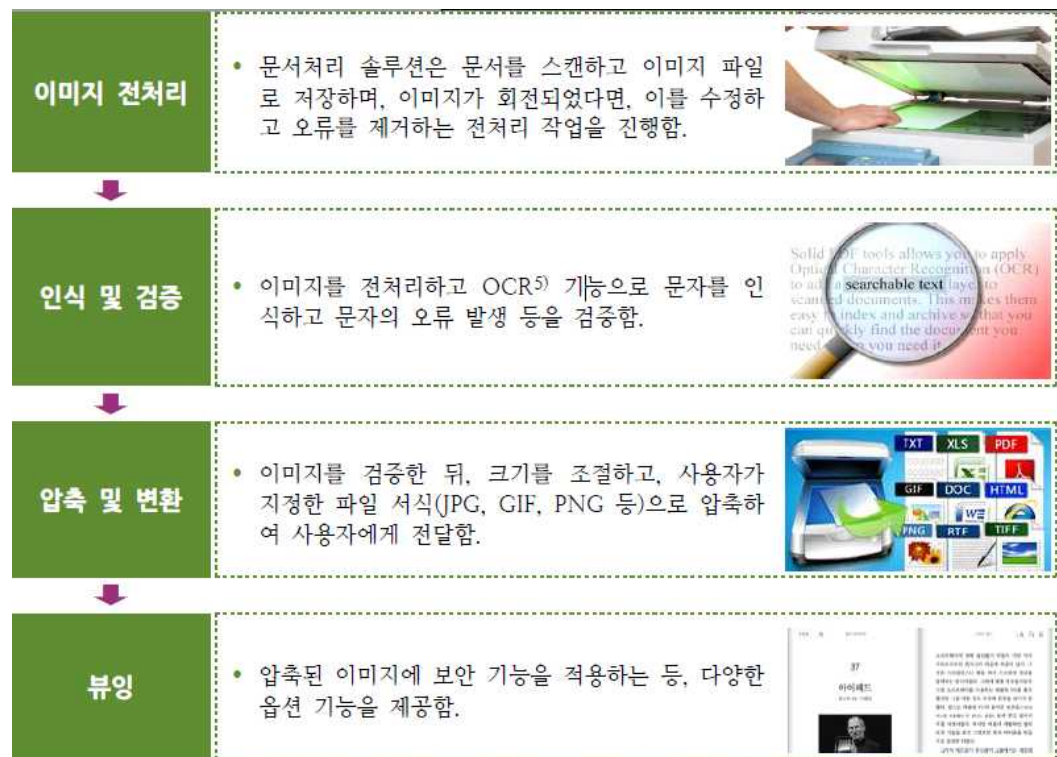 이미지 전처리
• 문서처리 솔루션은 문서를 스캔하고 이미지 파일
로 저장하며, 이미지가 회전되었다면, 이를 수정하
고 오류를 제거하는 전처리 작업을 진행함.
인식 및 검증
• 이미지를 전처리하고 OCR5) 기능으로 문자를 인
식하고 문자의 오류 발생 등을 검증함.
Solid PDF tools allows you to apply
Optical Character Recognition (OCR)
to add a searchable text layer to
scanned documents. This makes them
easy to index and archive so that you
can quickly find the document you
need you need it
압축 및 변환
• 이미지를 검증한 뒤, 크기를 조절하고, 사용자가
지정한 파일 서식(JPG, GIF, PNG 등)으로 압축하
여 사용자에게 전달함.
TXT XLS PDF
GIF DOC HTML
PNG RTF TIFF
뷰잉
• 압축된 이미지에 보안 기능을 적용하는 등, 다양한
옵션 기능을 제공함.
37
아이헤드